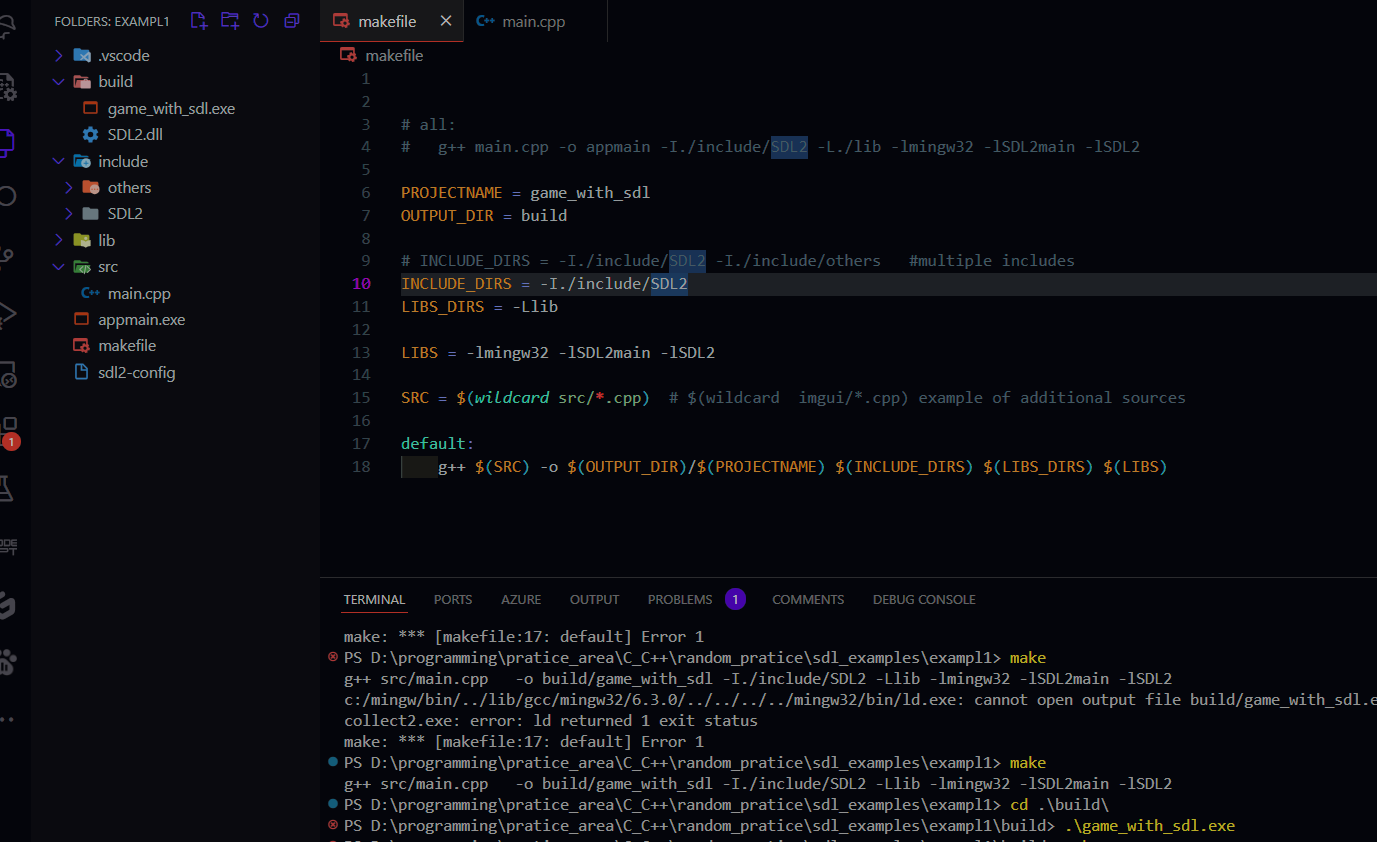 FOLDERS: EXAMPL1
.vscode
build
game_with_sdl.exe
SDL2.dll
include
others
SDL2
lib
src
main.cpp
appmain.exe
makefile
sdl2-config
1
makefile
main.cpp
makefile
1
2
3 # all:
4 #   g++ main.cpp -o appmain -I./include/SDL2 -L./lib -lmingw32 -lSDL2main -lSDL2
5
6 PROJECTNAME = game_with_sdl
7 OUTPUT_DIR = build
8
9 # INCLUDE_DIRS = -I./include/SDL2 -I./include/others   #multiple includes
10 INCLUDE_DIRS = -I./include/SDL2
11 LIBS_DIRS = -Llib
12
13 LIBS = -lmingw32 -lSDL2main -lSDL2
14
15 SRC = $(wildcard src/*.cpp)  # $(wildcard  imgui/*.cpp) example of additional sources
16
17 default:
18     g++ $(SRC) -o $(OUTPUT_DIR)/$(PROJECTNAME) $(INCLUDE_DIRS) $(LIBS_DIRS) $(LIBS)
TERMINAL PORTS AZURE OUTPUT PROBLEMS 1 COMMENTS DEBUG CONSOLE
make: *** [makefile:17: default] Error 1
PS D:\programming\pratice_area\C_C++\random_pratice\sdl_examples\exampl1> make
g++ src/main.cpp   -o build/game_with_sdl -I./include/SDL2 -Llib -lmingw32 -lSDL2main -lSDL2
c:/mingw/bin/../lib/gcc/mingw32/6.3.0/../../../../mingw32/bin/ld.exe: cannot open output file build/game_with_sdl.e
collect2.exe: error: ld returned 1 exit status
make: *** [makefile:17: default] Error 1
PS D:\programming\pratice_area\C_C++\random_pratice\sdl_examples\exampl1> make
g++ src/main.cpp   -o build/game_with_sdl -I./include/SDL2 -Llib -lmingw32 -lSDL2main -lSDL2
PS D:\programming\pratice_area\C_C++\random_pratice\sdl_examples\exampl1> cd .\build\
PS D:\programming\pratice_area\C_C++\random_pratice\sdl_examples\exampl1\build> .\game_with_sdl.exe